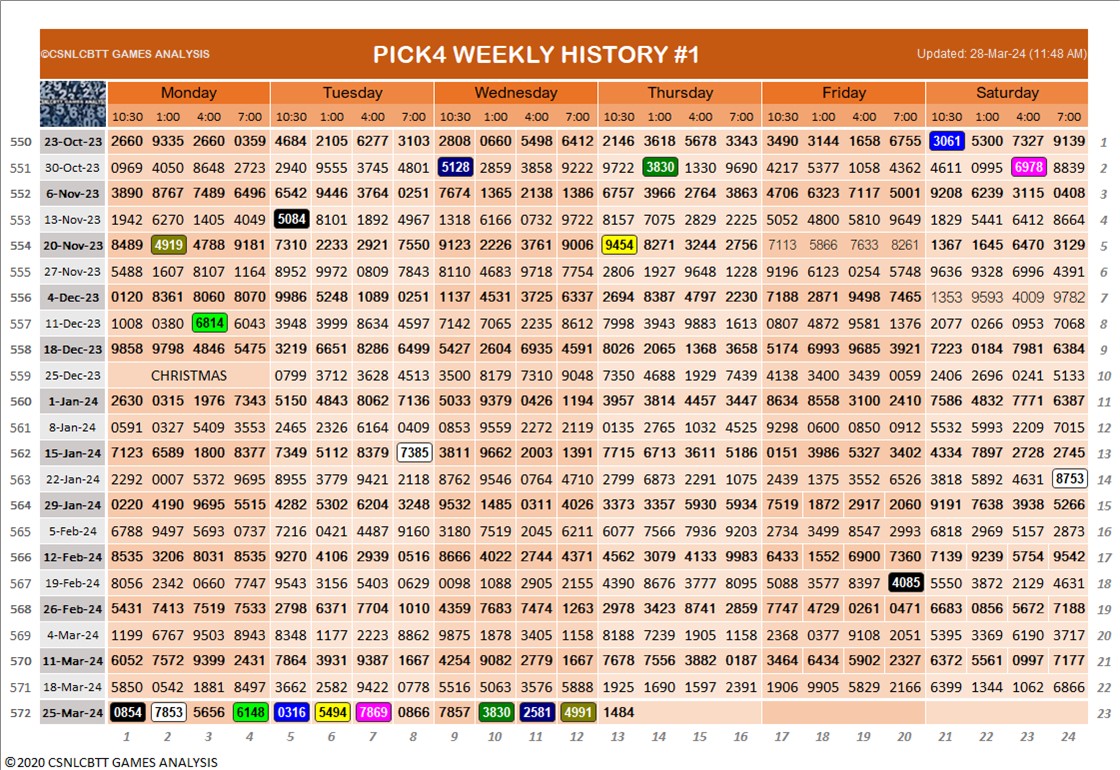 ©CSNLCBTT GAMES ANALYSIS PICK4 WEEKLY HISTORY #1 Updated: 28-Mar-24 (11:48 AM)
Monday Tuesday Wednesday Thursday Friday Saturday
10:30 1:00 4:00 7:00 10:30 1:00 4:00 7:00 10:30 1:00 4:00 7:00 10:30 1:00 4:00 7:00 10:30 1:00 4:00 7:00 10:30 1:00 4:00 7:00
550 23-Oct-23 2660 9335 2660 0759 4684 2105 6277 3103 2808 0660 5498 6412 2146 3618 5678 3344 3490 3144 1658 6755 3061 5300 7327 9139 1
551 30-Oct-23 0969 4050 8648 8723 2940 0555 3745 4801 5128 2859 3858 9222 9722 3830 1330 9696 4217 5377 1058 4362 4611 0995 6978 8839 2
552 6-Nov-23 3890 8767 7489 6496 6542 9446 3764 0251 7674 1365 2138 1386 6757 3966 2764 3863 4706 6323 7117 5001 9208 6239 3115 0408 3
553 13-Nov-23 1942 6270 1405 4049 5084 8101 1892 4967 1318 6166 0732 9722 8157 7075 2829 2225 5052 4800 5810 9649 1829 5441 6412 8664 4
554 20-Nov-23 8489 4919 4788 9181 7310 2233 2921 7550 9123 2226 3761 9006 9454 8271 3244 2756 7113 5866 7633 8261 1367 1645 6470 3129 5
555 27-Nov-23 5488 1607 8107 1164 8952 9972 0809 7843 8110 4683 9718 7754 2806 1927 9648 1228 9196 6123 0254 5748 9636 9328 6996 4391 6
556 4-Dec-23 0120 8361 8060 8070 9986 5248 1089 0251 1137 4531 3725 6337 2694 8387 4797 2230 7188 2871 9498 7465 1353 9593 4009 9782 7
557 11-Dec-23 1008 0380 6814 6043 3948 3999 8634 4597 7142 7065 2235 8612 7998 3943 9883 1613 0807 4872 9581 1376 2077 0266 0953 7068 8
558 18-Dec-23 9858 9798 4846 5475 3219 6651 8286 6499 5427 2604 6935 4591 8026 2065 1368 3658 5174 6993 9685 3921 7223 0184 7981 6384 9
559 25-Dec-23 CHRISTMAS 0799 3712 3628 4513 3500 8179 7310 9048 7350 4688 1929 7439 4138 3400 3439 0059 2406 2696 0241 5133 10
560 1-Jan-24 2630 0315 1976 7343 5150 4843 8062 7136 5033 9379 0426 1194 3957 3814 4457 3447 8634 8558 3100 2410 7586 4832 7771 6387 11
561 8-Jan-24 0591 0327 5409 3553 2465 2326 6164 0409 0853 9559 2272 2119 0135 2765 1032 4525 9298 0600 0850 0912 5532 5993 2209 7015 12
562 15-Jan-24 7123 6589 1800 8377 7349 5112 8379 7385 3811 9662 2003 1391 7715 6713 3611 5186 0151 3986 5327 3402 4334 7897 2728 2745 13
563 22-Jan-24 2292 0007 5372 9695 8955 3779 9421 2118 8762 9546 0764 4710 2799 6873 2291 1075 2439 1375 3552 6526 3818 5892 4631 8753 14
564 29-Jan-24 0220 4190 9695 5515 4282 5302 6204 3248 9532 1485 0311 4026 3373 3357 5930 5934 7519 1872 2917 2060 9191 7638 3938 5266 15
565 5-Feb-24 6788 9497 5693 0737 7216 0421 4487 9160 3180 7519 2045 6211 6077 7566 7936 9203 2734 3499 8547 2993 6818 2969 5157 2873 16
566 12-Feb-24 8535 3206 8031 8535 9270 4106 2939 0516 8666 4022 2744 4371 4562 3079 4133 9983 6433 1552 6900 7360 7139 9239 5754 9542 17
567 19-Feb-24 8056 2342 0660 7747 9543 3156 5403 0629 0098 1088 2905 2155 4390 8676 3777 8095 5088 3577 8397 4085 5550 3872 2129 4631 18
568 26-Feb-24 5431 7413 7519 7533 2798 6371 7704 1010 4359 7683 7474 1263 2978 3423 8741 2859 7747 4729 0261 0471 6683 0856 5672 7188 19
569 4-Mar-24 1199 6767 9503 8943 8348 1177 2223 8862 9875 1878 3405 1158 8188 7239 1905 1158 2368 0377 9108 2051 5395 3369 6190 3717 20
570 11-Mar-24 6052 7572 9399 2431 7864 3931 9387 1667 4254 9082 2779 1667 7678 7556 3882 0187 3464 6434 5902 2327 6372 5561 0997 7177 21
571 18-Mar-24 5850 0542 1881 8497 3662 2582 9422 0778 5516 5063 3576 5888 1925 1690 1597 2391 1906 9905 5829 2166 6399 1344 1062 6866 22
572 25-Mar-24 0854 7853 5656 6148 0316 5494 7869 0866 7857 3830 2581 4991 1484 23
1 2 3 4 5 6 7 8 9 10 11 12 13 14 15 16 17 18 19 20 21 22 23 24
©2020 CSNLCBTT GAMES ANALYSIS